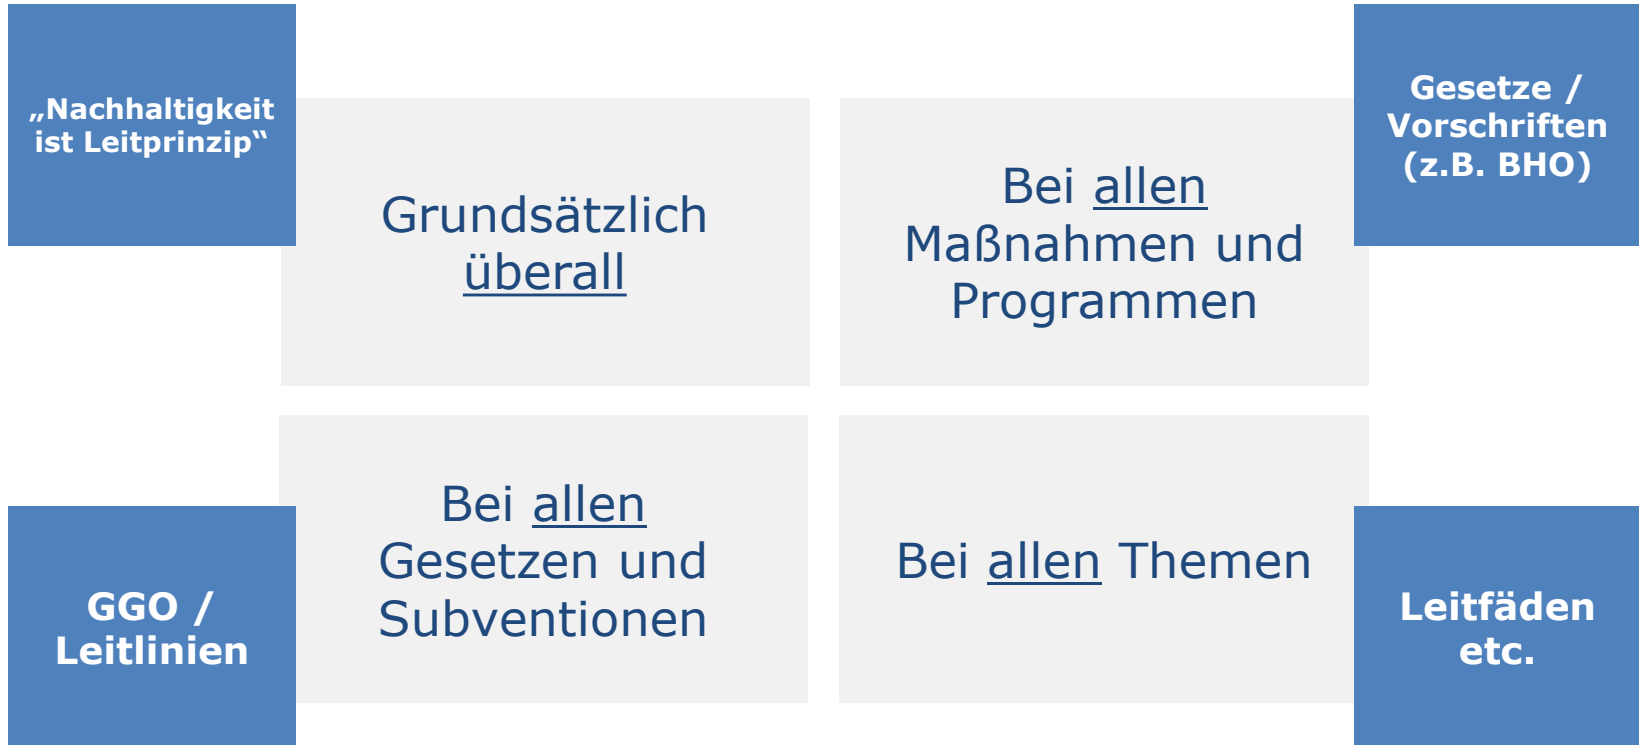 „Nachhaltigkeit
ist Leitprinzip“
Grundsätzlich
überall
Bei allen
Maßnahmen und
Programmen
Gesetze /
Vorschriften
(z.B. BHO)
GGO /
Leitlinien
Bei allen
Gesetzen und
Subventionen
Bei allen Themen
Leitfäden
etc.